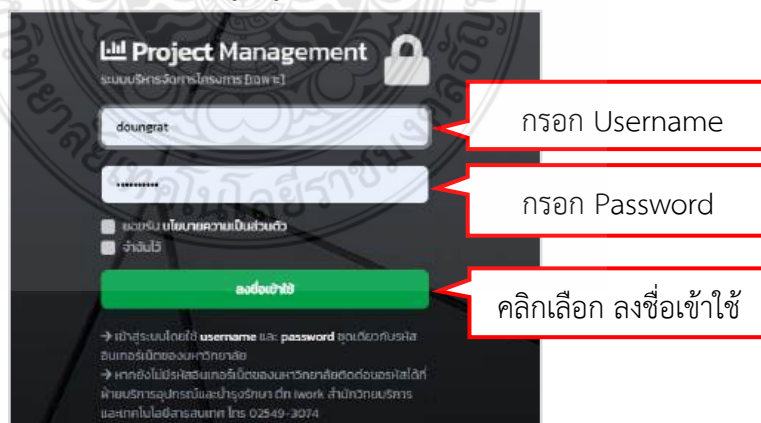 Project Management
ระบบบริหารจัดการโครงการ
doungrat
ยอมรับ นโยบายความเป็นส่วนตัว
จำฉันไว้
ลงชื่อเข้าใช้
→ เข้าสู่ระบบโดยใช้ username และ password ชุดเดียวกับรหัส
อินเทอร์เน็ตของมหาวิทยาลัย
→ หากยังไม่มีรหัสอินเทอร์เน็ตของมหาวิทยาลัยติดต่อขอรหัสได้ที่
ฝ่ายบริการอุปกรณ์และบำรุงรักษา ตึก iwork สำนักวิทยบริการ
และเทคโนโลยีสารสนเทศ โทร 02549-3074
กรอก Username
กรอก Password
คลิกเลือก ลงชื่อเข้าใช้